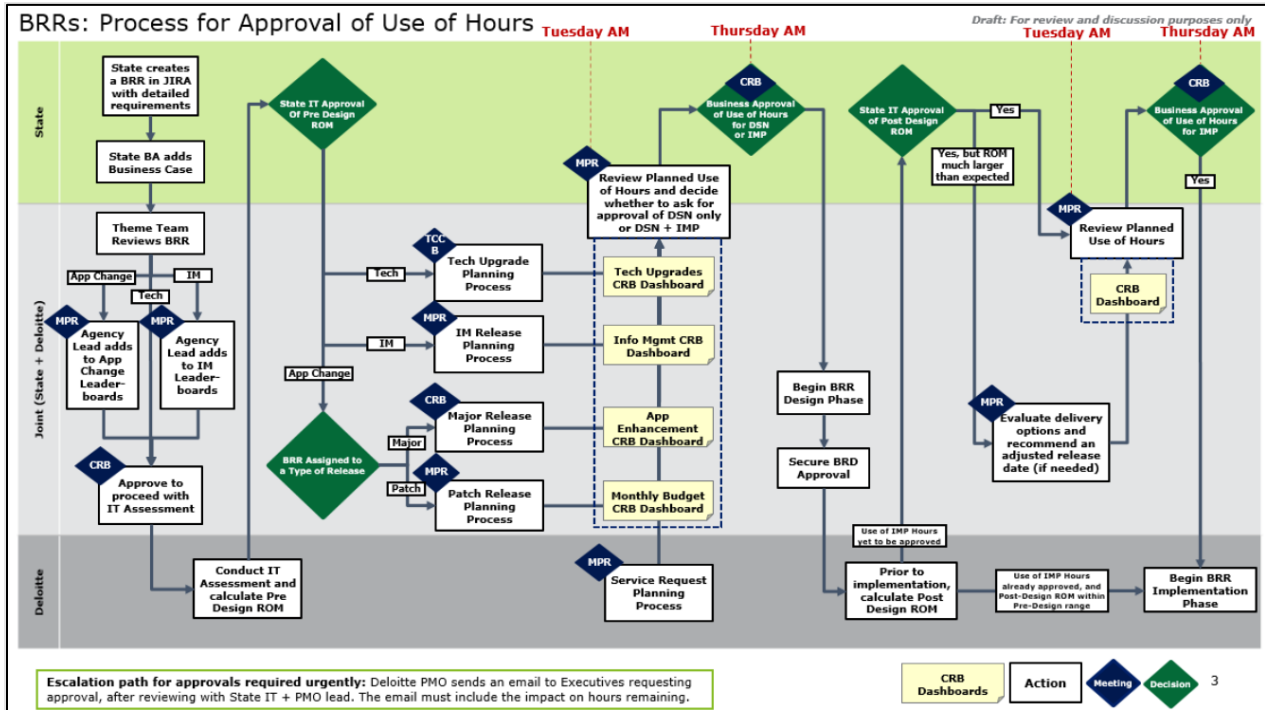 BRRs: Process for Approval of Use of Hours
Draft: For review and discussion purposes only
Tuesday AM
Thursday AM
Tuesday AM
Thursday AM
State
State creates
a BRR in JIRA
with detailed
requirements
State BA adds
Business Case
State IT Approval
Of Pre Design
ROM
MPR
Review Planned Use
of Hours and decide
whether to ask for
approval of DSN only
or DSN + IMP
CRB
Business Approval
of Use of Hours
for DSN
or IMP
State IT Approval
of Post Design
ROM
Yes
Yes, but ROM
much larger
than expected
CRB
Business Approval
of Use of Hours
for IMP
Yes
Joint (State + Deloitte)
Theme Team
Reviews BRR
App Change
IM
Tech
MPR
Agency
Lead adds
to App
Change
Leader-
boards
MPR
Agency
Lead adds
to IM
Leader-
boards
CRB
Approve to
proceed with
IT Assessment
Tech
IM
App Change
BRR Assigned to
a Type of Release
Major
Patch
TCC
B
Tech Upgrade
Planning
Process
MPR
IM Release
Planning
Process
CRB
Major Release
Planning
Process
MPR
Patch Release
Planning
Process
Tech Upgrades
CRB Dashboard
Info Mgmt CRB
Dashboard
App
Enhancement
CRB Dashboard
Monthly Budget
CRB Dashboard
Begin BRR
Design Phase
Secure BRD
Approval
MPR
Review Planned
Use of Hours
CRB
Dashboard
MPR
Evaluate delivery
options and
recommend an
adjusted release
date (if needed)
Deloitte
Conduct IT
Assessment and
calculate Pre
Design ROM
MPR
Service Request
Planning
Process
Use of IMP Hours
yet to be approved
Prior to
implementation,
calculate Post
Design ROM
Use of IMP Hours
already approved, and
Post-Design ROM within
Pre-Design range
Begin BRR
Implementation
Phase
Escalation path for approvals required urgently: Deloitte PMO sends an email to Executives requesting
approval, after reviewing with State IT + PMO lead. The email must include the impact on hours remaining.
CRB
Dashboards
Action
Meeting
Decision
3